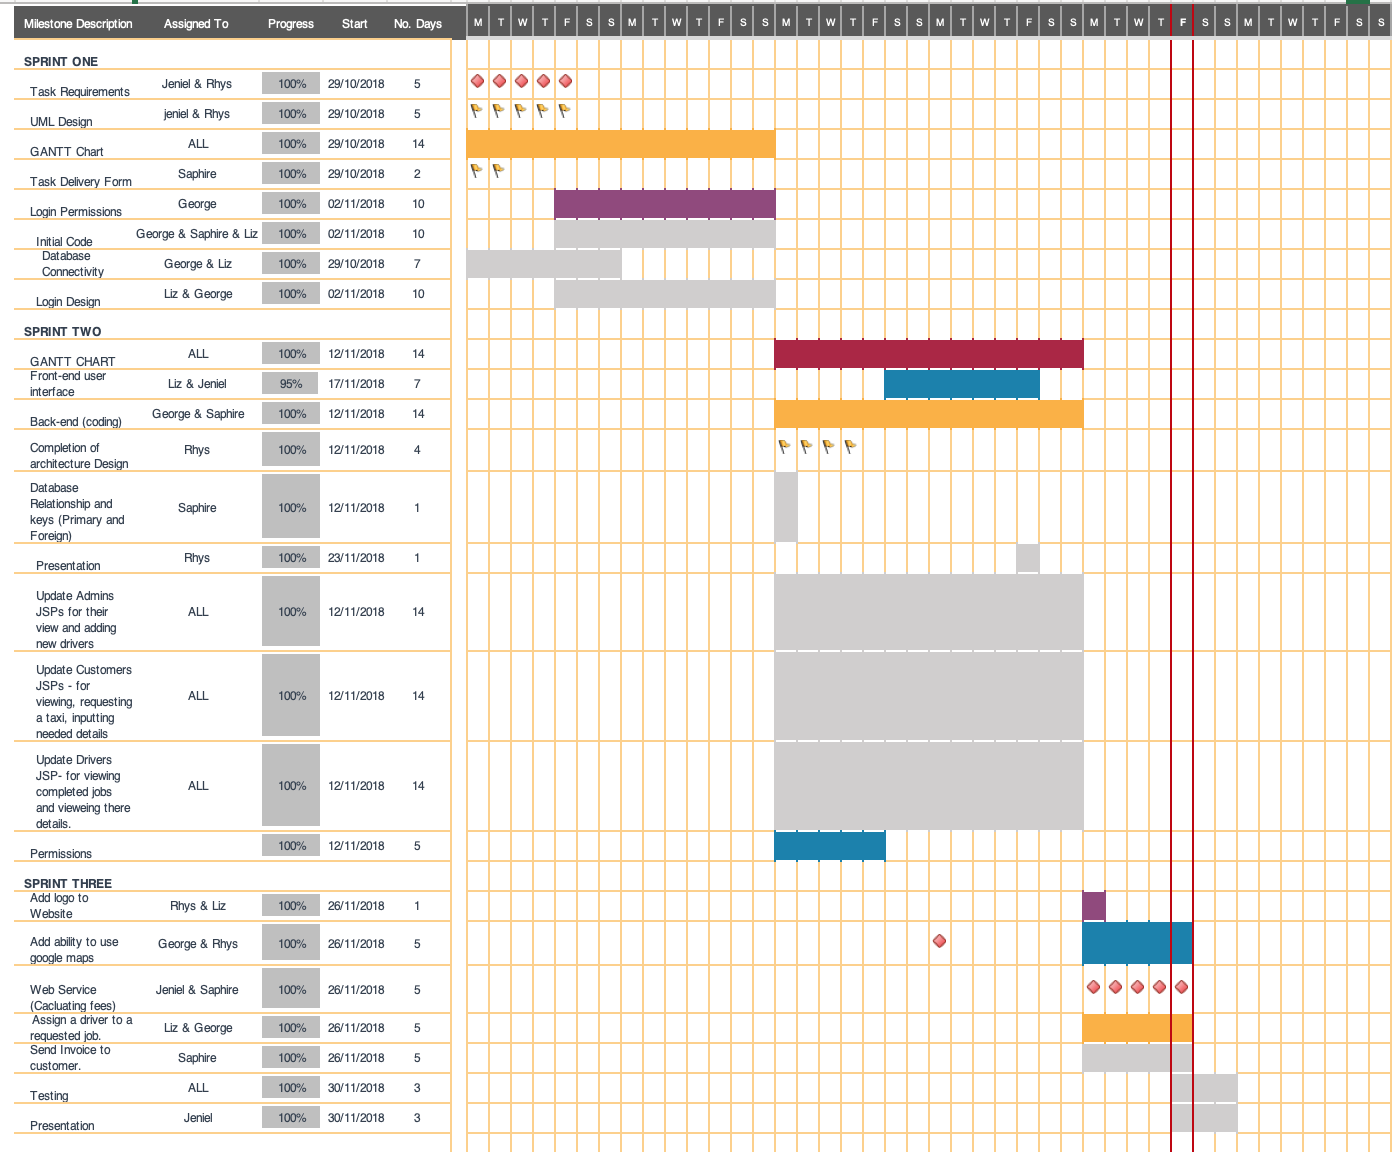 Milestone Description Assigned To Progress Start No. Days M T W T F S S M T W T F S S M T W T F S S M T W T F S S M T W T F S S M T W T F S S
SPRINT ONE
Task Requirements Jeniel & Rhys 100% 29/10/2018 5
UML Design jeniel & Rhys 100% 29/10/2018 5
GANTT Chart ALL 100% 29/10/2018 14
Task Delivery Form Saphire 100% 29/10/2018 2
Login Permissions George 100% 02/11/2018 10
Initial Code George & Saphire & Liz 100% 02/11/2018 10
Database
Connectivity George & Liz 100% 29/10/2018 7
Login Design Liz & George 100% 02/11/2018 10
SPRINT TWO
GANTT CHART ALL 100% 12/11/2018 14
Front-end user
interface Liz & Jeniel 95% 17/11/2018 7
Back-end (coding) George & Saphire 100% 12/11/2018 14
Completion of
architecture Design Rhys 100% 12/11/2018 4
Database
Relationship and
keys (Primary and
Foreign) Saphire 100% 12/11/2018 1
Presentation Rhys 100% 23/11/2018 1
Update Admins
JSPs for their
view and adding
new drivers ALL 100% 12/11/2018 14
Update Customers
JSPs - for
viewing, requesting
a taxi, inputting
needed details ALL 100% 12/11/2018 14
Update Drivers
JSP- for viewing
completed jobs
and vieweing there
details. ALL 100% 12/11/2018 14
Permissions 100% 12/11/2018 5
SPRINT THREE
Add logo to
Website Rhys & Liz 100% 26/11/2018 1
Add ability to use
google maps George & Rhys 100% 26/11/2018 5
Web Service
(Cacluating fees) Jeniel & Saphire 100% 26/11/2018 5
Assign a driver to a
requested job. Liz & George 100% 26/11/2018 5
Send Invoice to
customer. Saphire 100% 26/11/2018 5
Testing ALL 100% 30/11/2018 3
Presentation Jeniel 100% 30/11/2018 3